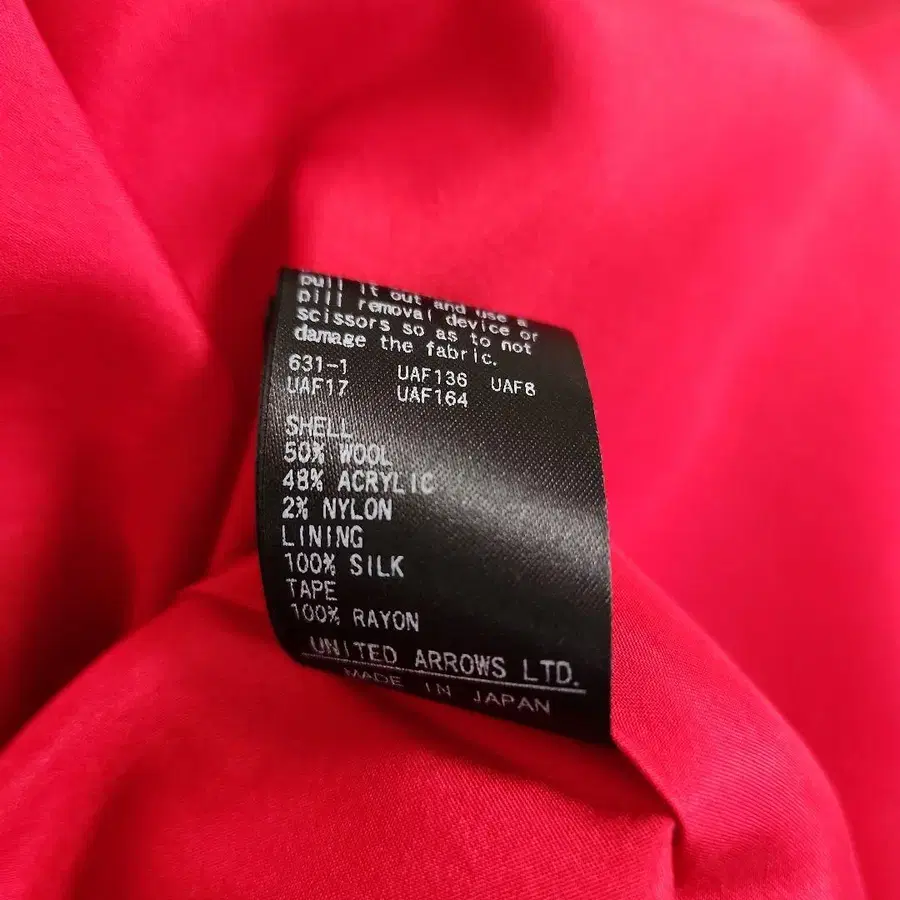 pull it out and use a
pill removal device or
scissors so as to not
damage the fabric.
631-1 UAF136 UAF8
UAF17 UAF164
SHELL
50% WOOL
48% ACRYLIC
2% NYLON
LINING
100% SILK
TAPE
100% RAYON
UNITED ARROWS LTD.
MADE IN JAPAN